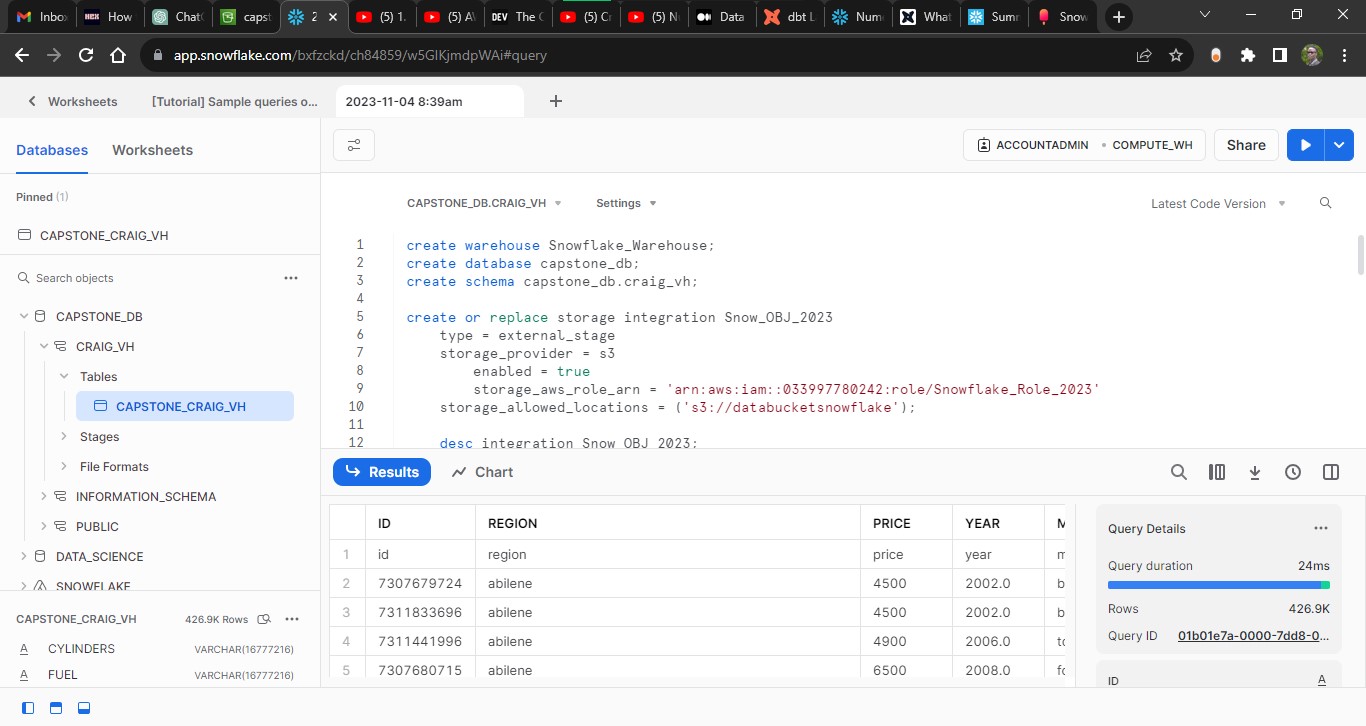 Inbo
How
Chat
caps
2
(5) 1.
(5) A
DEV The C
(5) Cr
(5) N
Data
dbt L
Num
What
Sumr
Snow
app.snowflake.com/bxfzckd/ch84859/w5GlKjmdpWAi#query
Worksheets
[Tutorial] Sample queries o...
2023-11-04 8:39am
Databases
Worksheets
ACCOUNTADMIN
COMPUTE_WH
Share
Pinned (1)
CAPSTONE_CRAIG_VH
Search objects
CAPSTONE_DB
CRAIG_VH
Tables
CAPSTONE_CRAIG_VH
Stages
File Formats
INFORMATION_SCHEMA
PUBLIC
DATA_SCIENCE
SNOWFLAKE
CAPSTONE_CRAIG_VH 426.9K Rows
A CYLINDERS VARCHAR(16777216)
A FUEL VARCHAR(16777216)
CAPSTONE_DB.CRAIG_VH
Settings
Latest Code Version
1 create warehouse Snowflake_Warehouse;
2 create database capstone_db;
3 create schema capstone_db.craig_vh;
4
5 create or replace storage integration Snow_OBJ_2023
6 type = external_stage
7 storage_provider = s3
8 enabled = true
9 storage_aws_role_arn = 'arn:aws:iam::033997780242:role/Snowflake_Role_2023'
10 storage_allowed_locations = ('s3://databucketsnowflake');
11
12 desc integration Snow_OBJ_2023;
Results
Chart
ID REGION PRICE YEAR M
1 id region price year m
2 7307679724 abilene 4500 2002.0 b
3 7311833696 abilene 4500 2002.0 b
4 7311441996 abilene 4900 2006.0 to
5 7307680715 abilene 6500 2008.0 fo
Query Details
Query duration 24ms
Rows 426.9K
Query ID 01b01e7a-0000-7dd8-0...
ID A